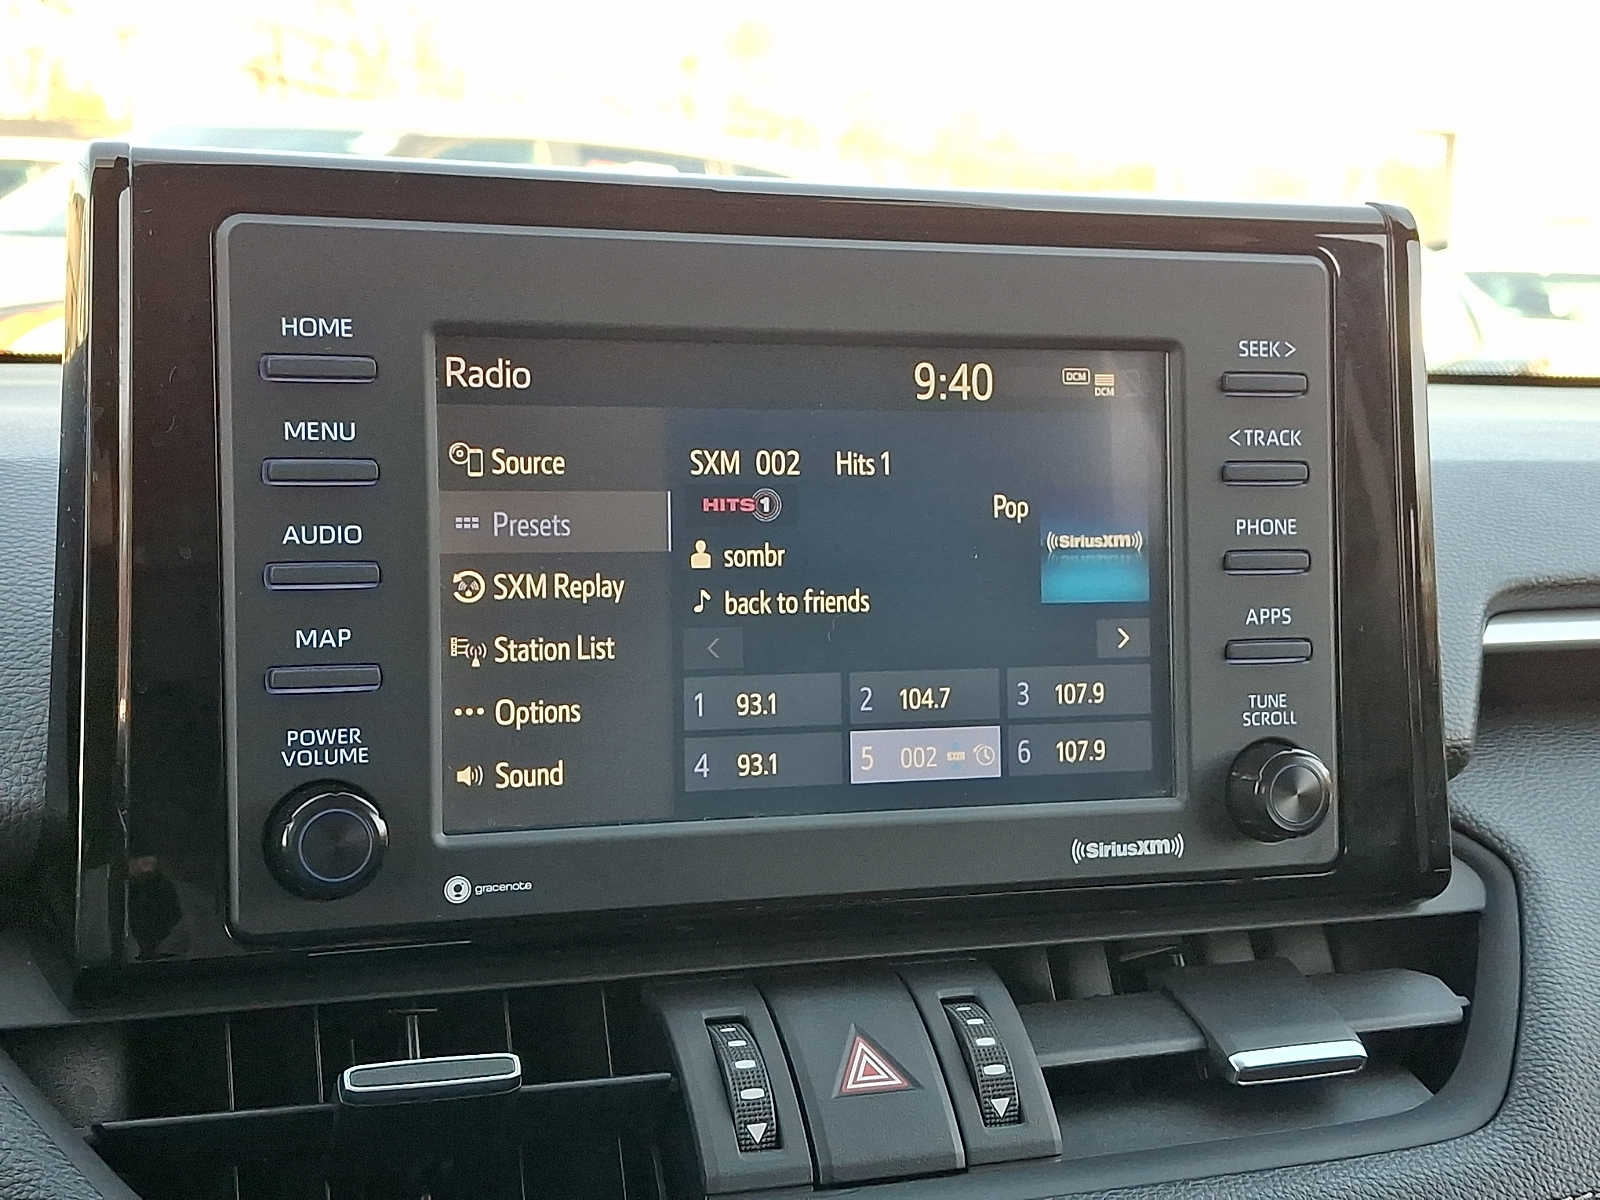 HOME
MENU
AUDIO
MAP
POWER
VOLUME
Radio
9:40
DCM
DCM
Source
Presets
SXM Replay
Station List
Options
Sound
SXM 002 Hits 1
HITS1
Pop
((SiriusXM))
sombr
back to friends
<
>
1 93.1
2 104.7
3 107.9
4 93.1
5 002 SXM
6 107.9
SEEK >
< TRACK
PHONE
APPS
TUNE
SCROLL
gracenote
((SiriusXM))